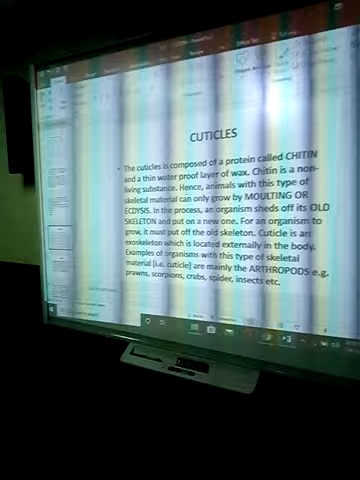 CUTICLES
• The cuticles is composed of a protein called CHITIN
and a thin water proof layer of wax. Chitin is a non-
living substance. Hence, animals with this type of
skeletal material can only grow by MOULTING OR
ECDYSIS. In the process, an organism sheds off its OLD
SKELETON and put on a new one. For an organism to
grow, it must put off the old skeleton. Cuticle is an
exoskeleton which is located externally in the body.
Examples of organisms with this type of skeletal
material [i.e. cuticle] are mainly the ARTHROPODS e.g.
prawns, scorpions, crabs, spider, insects etc.